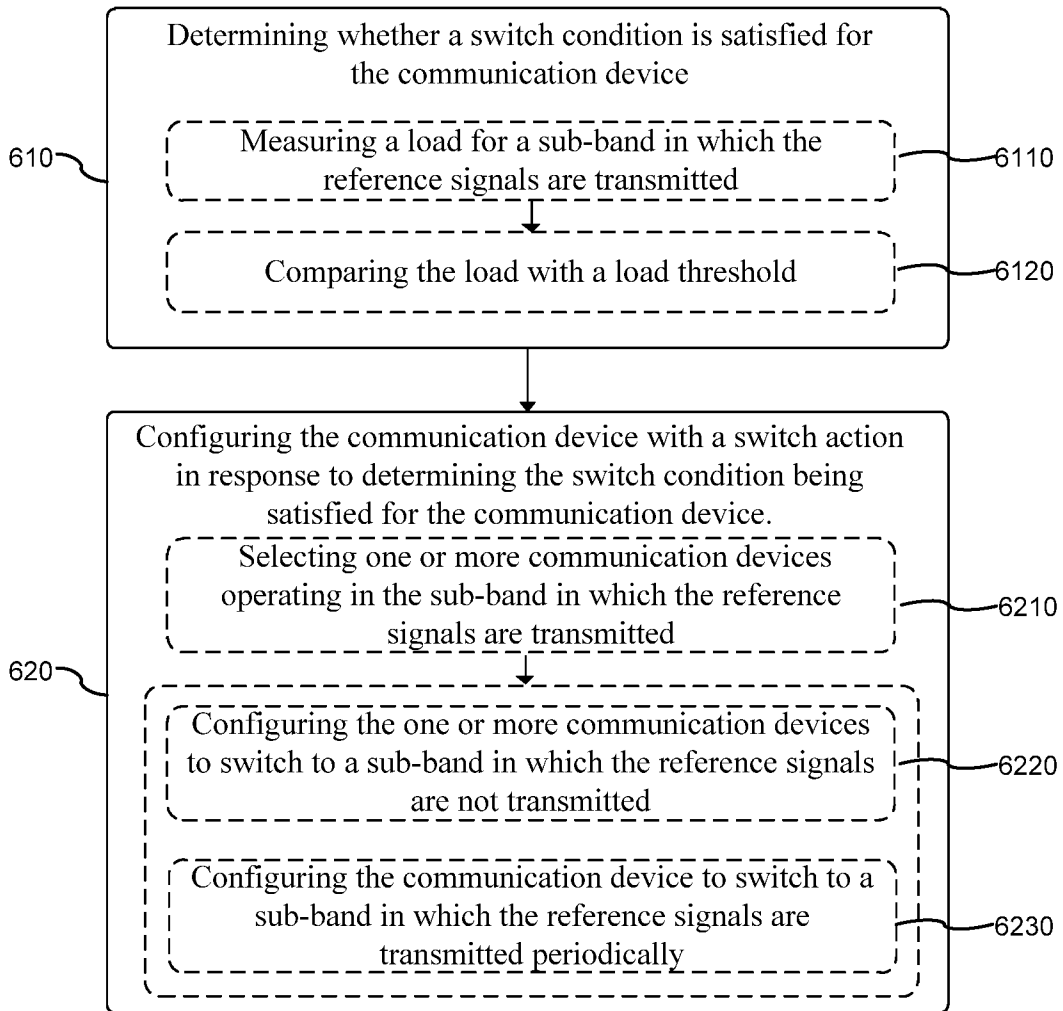 Determining whether a switch condition is satisfied for
the communication device
610
Measuring a load for a sub-band in which the
reference signals are transmitted
6110
Comparing the load with a load threshold
6120
Configuring the communication device with a switch action
in response to determining the switch condition being
satisfied for the communication device.
Selecting one or more communication devices
operating in the sub-band in which the reference
signals are transmitted
6210
620
Configuring the one or more communication devices
to switch to a sub-band in which the reference signals
are not transmitted
6220
Configuring the communication device to switch to a
sub-band in which the reference signals are
transmitted periodically
6230